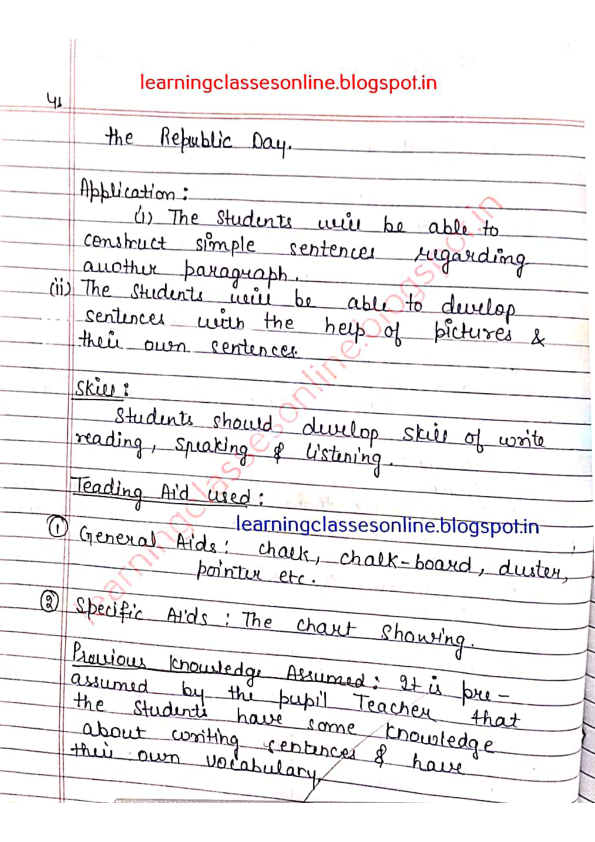 learningclassesonline.blogspot.in
the Republic Day.
Application :
(i) The Students will be able to
construct simple sentences regarding
another paragraph.
(ii) The students will be able to develop
sentences with the help of pictures &
their own sentences.
Skill :
Students should develop skill of write
reading, speaking & listening.
Teading Aid used :
learningclassesonline.blogspot.in
① General Aids : chalk, chalk-board, duster,
pointer etc.
② Specific Aids : The chart showing.
Previous knowledge Assumed : It is pre-
assumed by the pupil Teacher that
the students have some knowledge
about writing sentences & have
their own vocabulary
learningclassesonline.blogspot.in